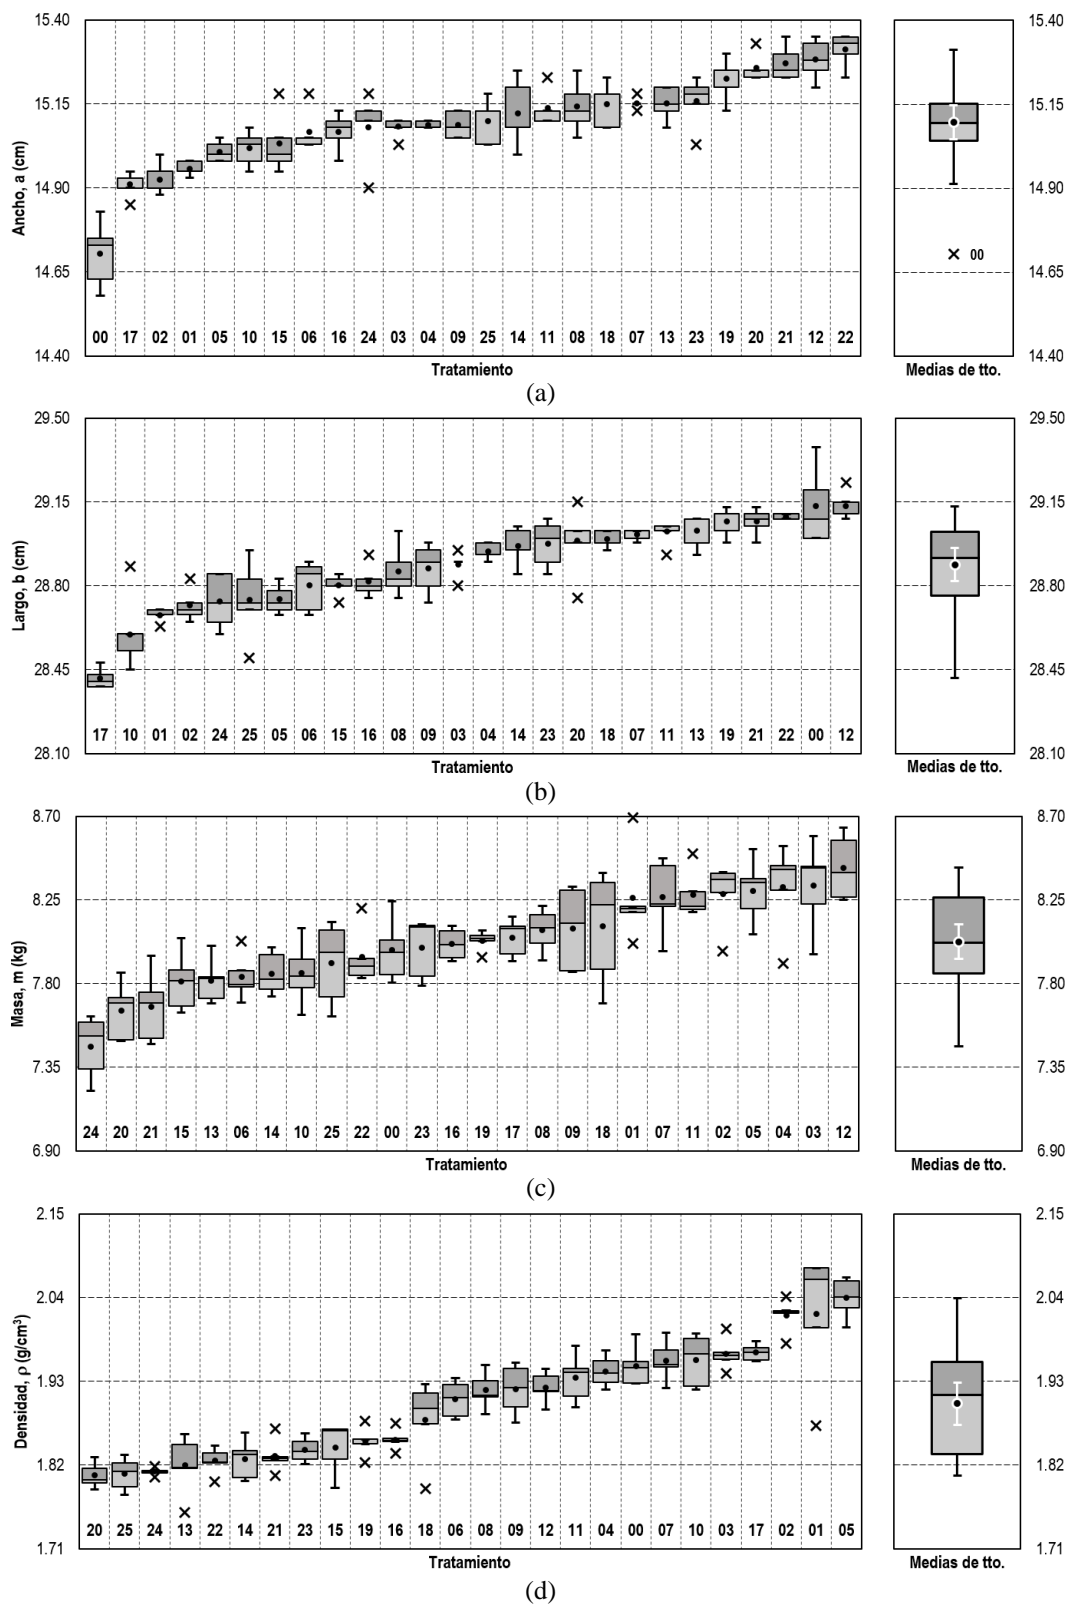 15.40 15.40
15.15 15.15
14.90 14.90
00
14.65 14.65
14.40 14.40
Ancho, a (cm)
00 17 02 01 05 10 15 06 16 24 03 04 09 25 14 11 08 18 07 13 23 19 20 21 12 22
Tratamiento Medias de tto.
(a)
29.50 29.50
29.15 29.15
28.80 28.80
28.45 28.45
28.10 28.10
Largo, b (cm)
17 10 01 02 24 25 05 06 15 16 08 09 03 04 14 23 20 18 07 11 13 19 21 22 00 12
Tratamiento Medias de tto.
(b)
8.70 8.70
8.25 8.25
7.80 7.80
7.35 7.35
6.90 6.90
Masa, m (kg)
24 20 21 15 13 06 14 10 25 22 00 23 16 19 17 08 09 18 01 07 11 02 05 04 03 12
Tratamiento Medias de tto.
(c)
2.15 2.15
2.04 2.04
1.93 1.93
1.82 1.82
1.71 1.71
Densidad, ρ (g/cm³)
20 25 24 13 22 14 21 23 15 19 16 18 06 08 09 12 11 04 00 07 10 03 17 02 01 05
Tratamiento Medias de tto.
(d)